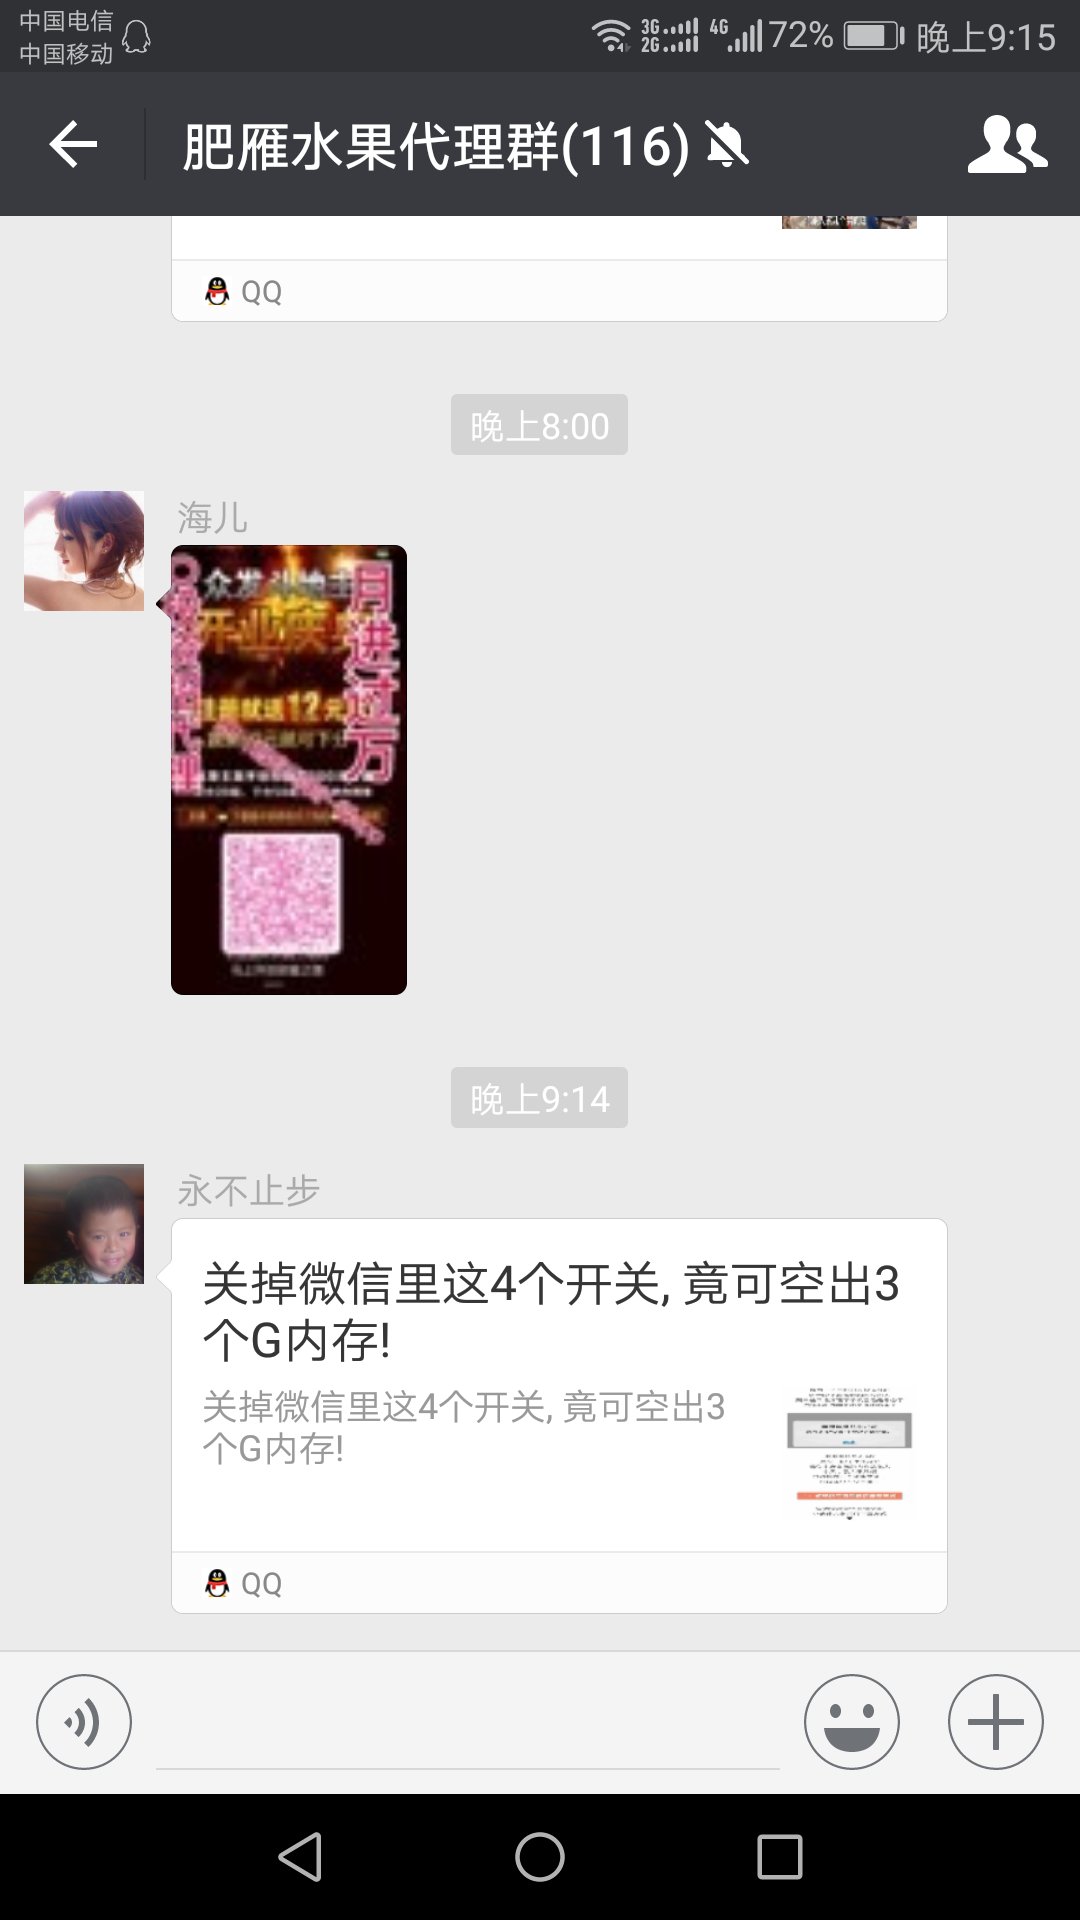 中国电信
中国移动
3G
2G
4G
72%
晚上9:15
肥雁水果代理群(116)
QQ
晚上8:00
海儿
众发斗地主
开业庆
月进过万
册就送12元
晚上9:14
永不止步
关掉微信里这4个开关, 竟可空出3
个G内存!
关掉微信里这4个开关, 竟可空出3
个G内存!
QQ